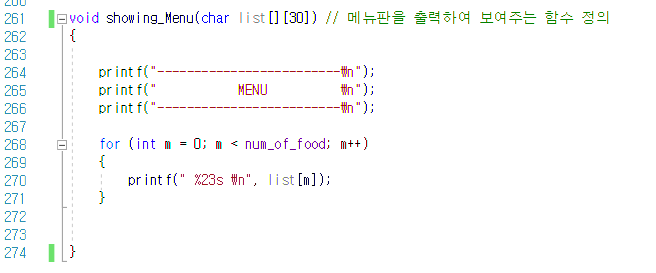 261 void showing_Menu(char list[][30]) // 메뉴판을 출력하여 보여주는 함수 정의
262 {
263
264 printf("-------------------------₩n");
265 printf("           MENU          ₩n");
266 printf("-------------------------₩n");
267
268 for (int m = 0; m < num_of_food; m++)
269 {
270 printf(" %23s ₩n", list[m]);
271 }
272
273
274 }